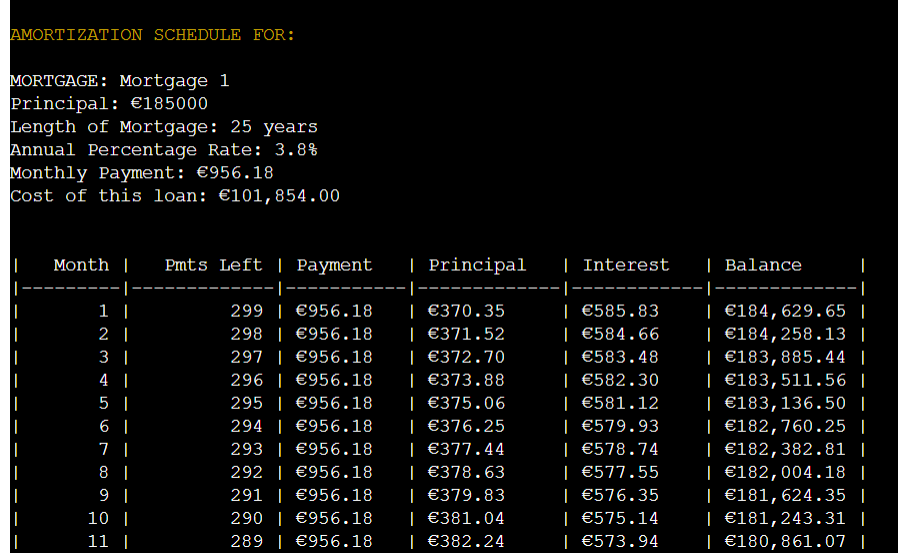 AMORTIZATION SCHEDULE FOR:
MORTGAGE: Mortgage 1
Principal: €185000
Length of Mortgage: 25 years
Annual Percentage Rate: 3.8%
Monthly Payment: €956.18
Cost of this loan: €101,854.00
| Month | Pmts Left | Payment | Principal | Interest | Balance |
|---------|-------------|-----------|-------------|------------|-------------|
| 1 | 299 | €956.18 | €370.35 | €585.83 | €184,629.65 |
| 2 | 298 | €956.18 | €371.52 | €584.66 | €184,258.13 |
| 3 | 297 | €956.18 | €372.70 | €583.48 | €183,885.44 |
| 4 | 296 | €956.18 | €373.88 | €582.30 | €183,511.56 |
| 5 | 295 | €956.18 | €375.06 | €581.12 | €183,136.50 |
| 6 | 294 | €956.18 | €376.25 | €579.93 | €182,760.25 |
| 7 | 293 | €956.18 | €377.44 | €578.74 | €182,382.81 |
| 8 | 292 | €956.18 | €378.63 | €577.55 | €182,004.18 |
| 9 | 291 | €956.18 | €379.83 | €576.35 | €181,624.35 |
| 10 | 290 | €956.18 | €381.04 | €575.14 | €181,243.31 |
| 11 | 289 | €956.18 | €382.24 | €573.94 | €180,861.07 |